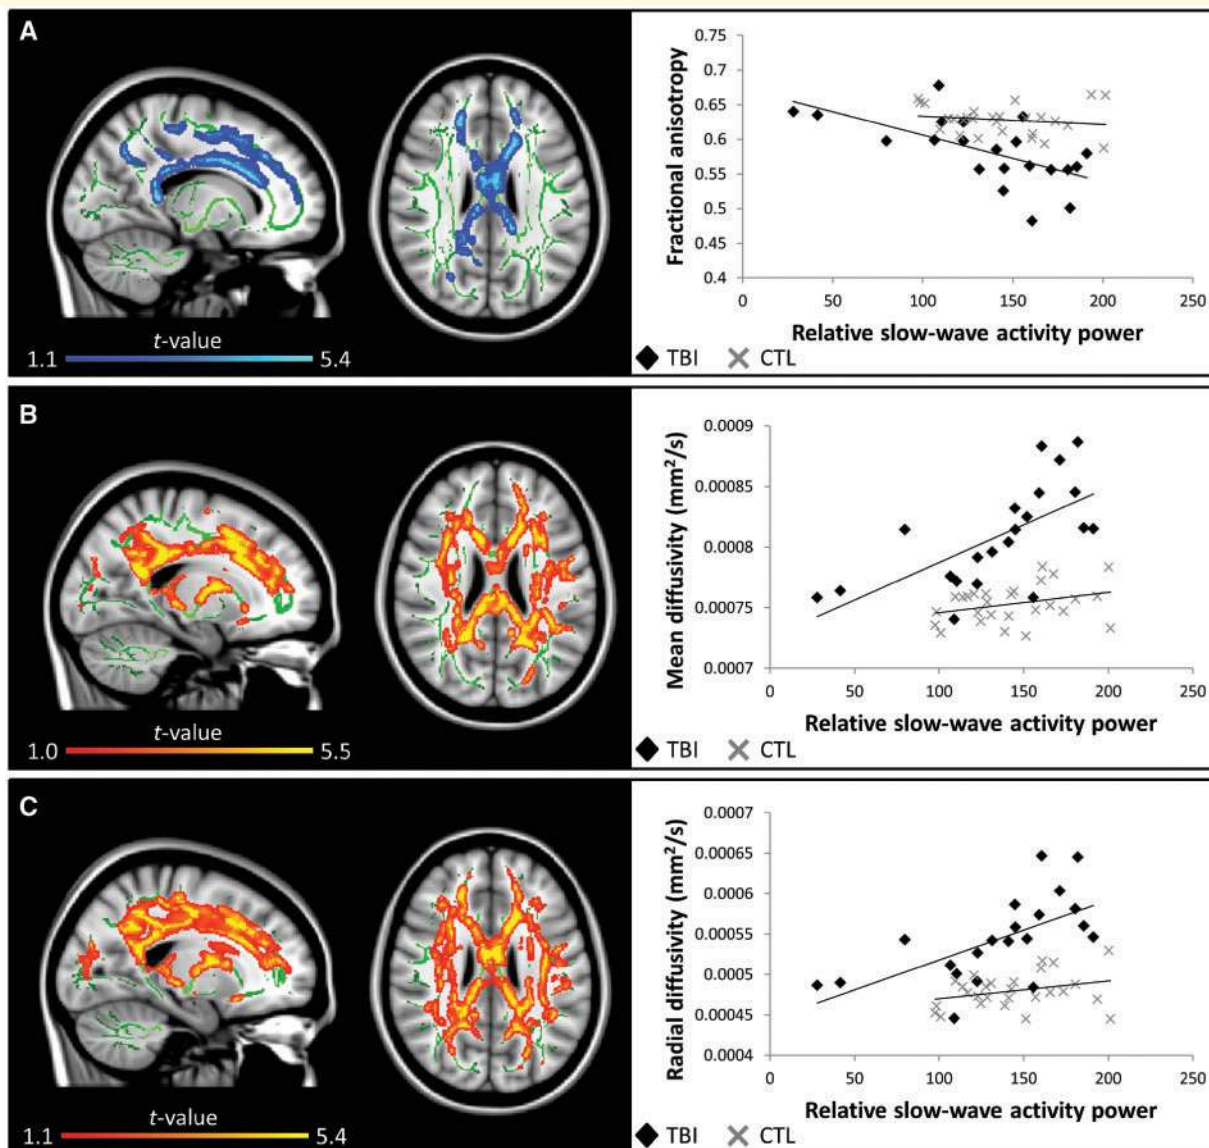 A
t-value
1.1 5.4
Fractional anisotropy
0.75
0.7
0.65
0.6
0.55
0.5
0.45
0.4
0 50 100 150 200 250
Relative slow-wave activity power
TBI CTL
B
t-value
1.0 5.5
Mean diffusivity (mm²/s)
0.0009
0.00085
0.0008
0.00075
0.0007
0 50 100 150 200 250
Relative slow-wave activity power
TBI CTL
C
t-value
1.1 5.4
Radial diffusivity (mm²/s)
0.0007
0.00065
0.0006
0.00055
0.0005
0.00045
0.0004
0 50 100 150 200 250
Relative slow-wave activity power
TBI CTL